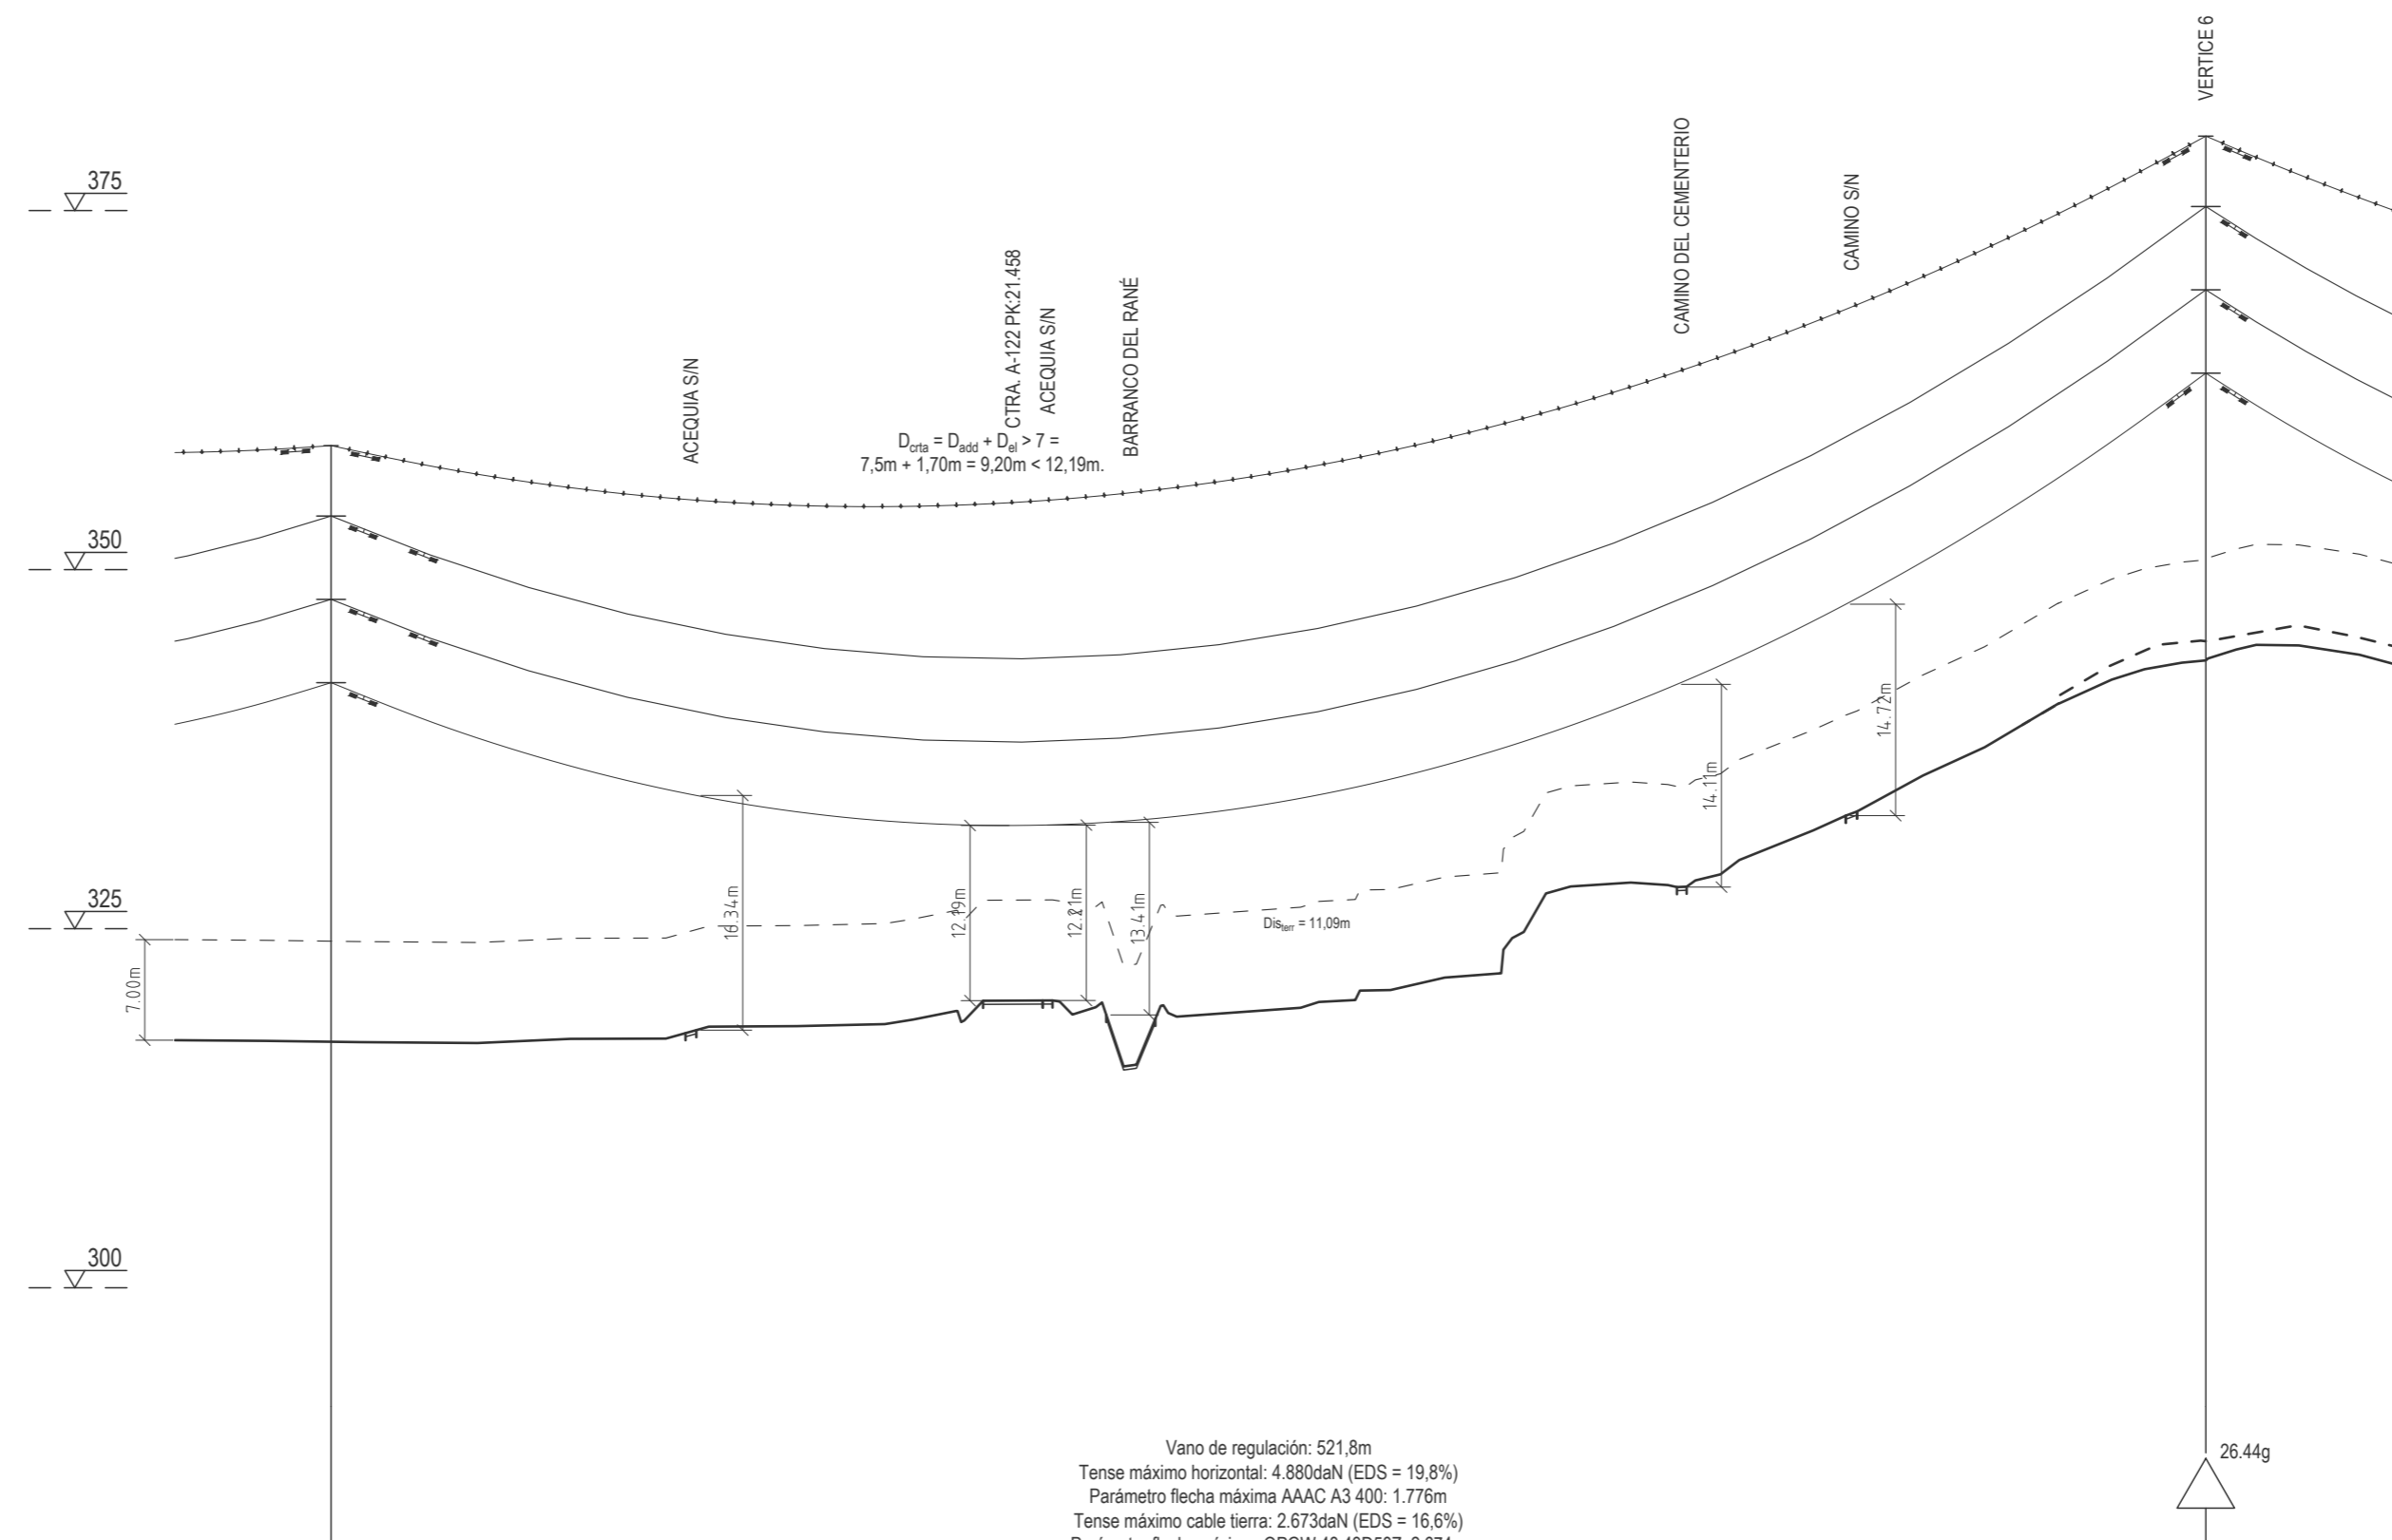 VERTICE 6
CAMINO DEL CEMENTERIO
CAMINO S/N
375
CTRA. A-122 PK:21.458
ACEQUIA S/N
BARRANCO DEL RANÉ
ACEQUIA S/N
Dcrta = Dadd + Del > 7 =
7,5m + 1,70m = 9,20m < 12,19m.
350
325
300
7.00m
16.34m
12.19m
12.21m
13.41m
Disterr = 11,09m
14.11m
14.72m
Vano de regulación: 521,8m
Tense máximo horizontal: 4.880daN (EDS = 19,8%)
Parámetro flecha máxima AAAC A3 400: 1.776m
Tense máximo cable tierra: 2.673daN (EDS = 16,6%)
26.44g